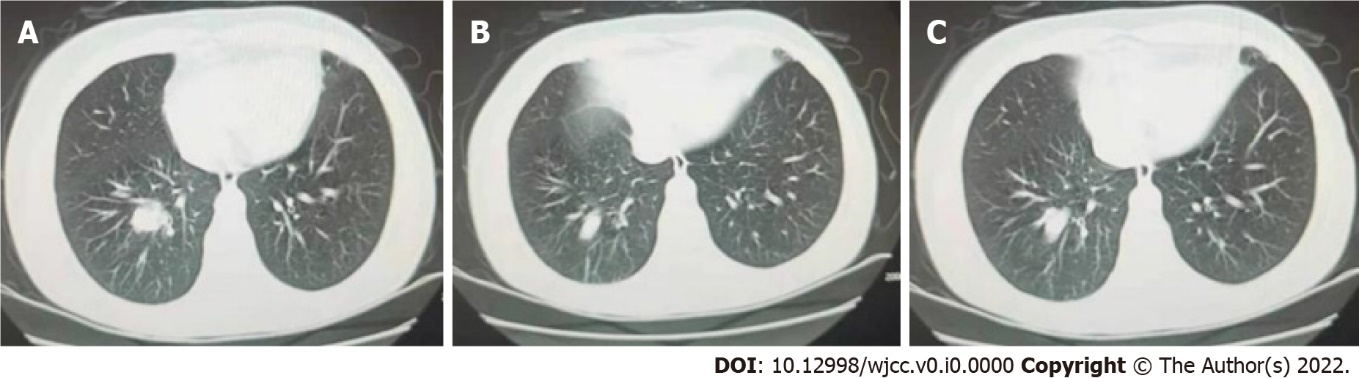 A
B
C
DOI: 10.12998/wjcc.v0.i0.0000 Copyright © The Author(s) 2022.